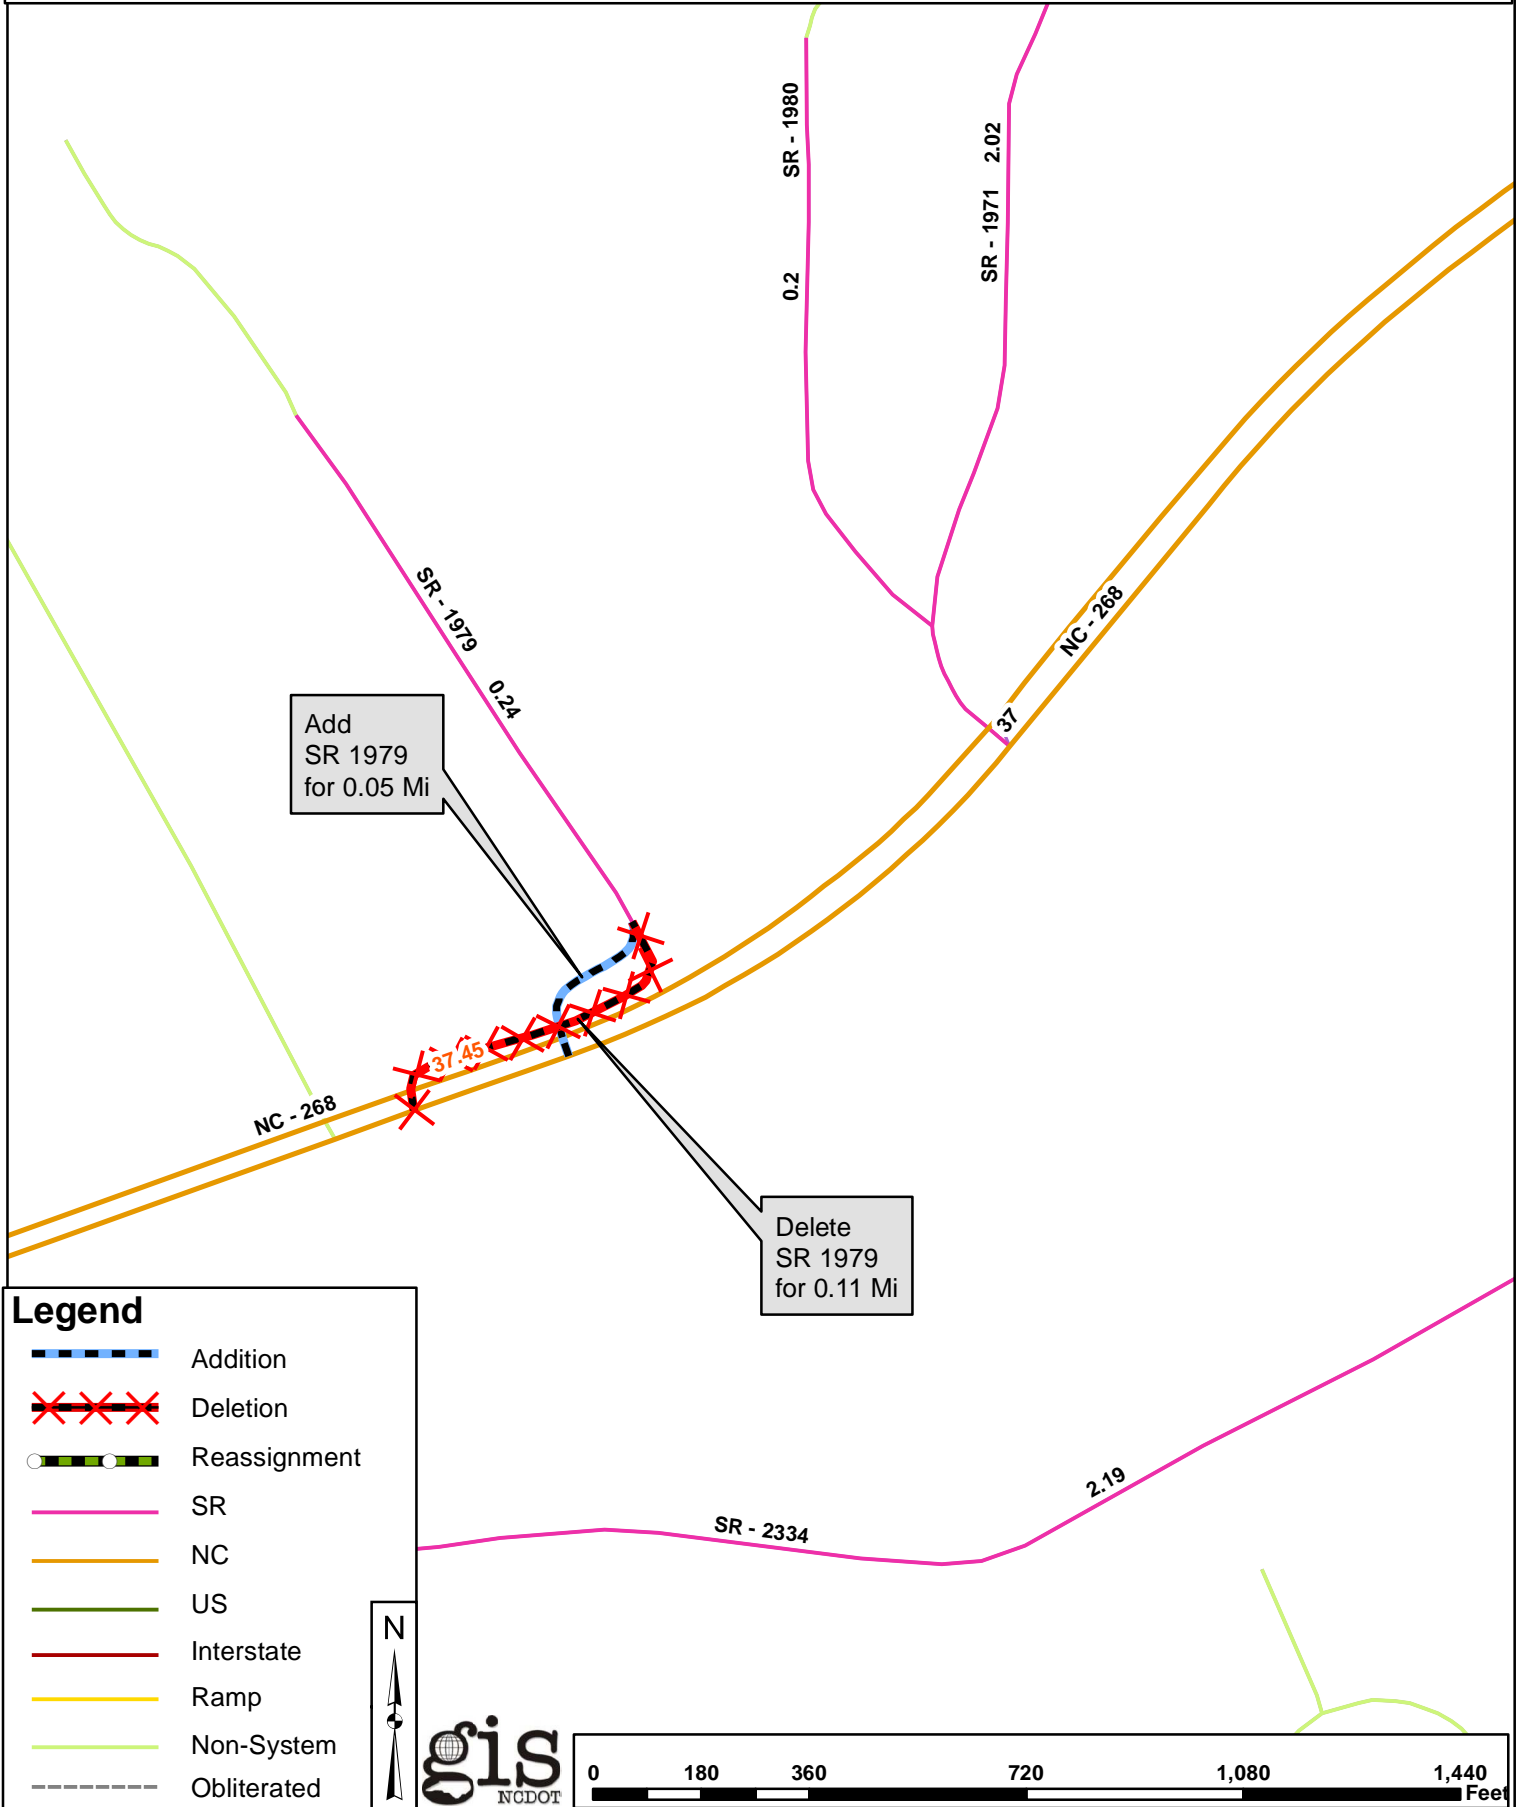 SR - 1980
0.2
SR - 1971 2.02
NC - 268
37
SR - 1979 0.24
Add
SR 1979
for 0.05 Mi
37.45
NC - 268
Delete
SR 1979
for 0.11 Mi
SR - 2334
2.19
Legend
Addition
Deletion
Reassignment
SR
NC
US
Interstate
Ramp
Non-System
Obliterated
N
gis
NCDOT
0 180 360 720 1,080 1,440
Feet